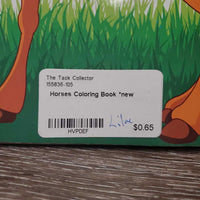 The Tack Collector
155836-105
Horses Coloring Book *new
HVPDEF
$0.65